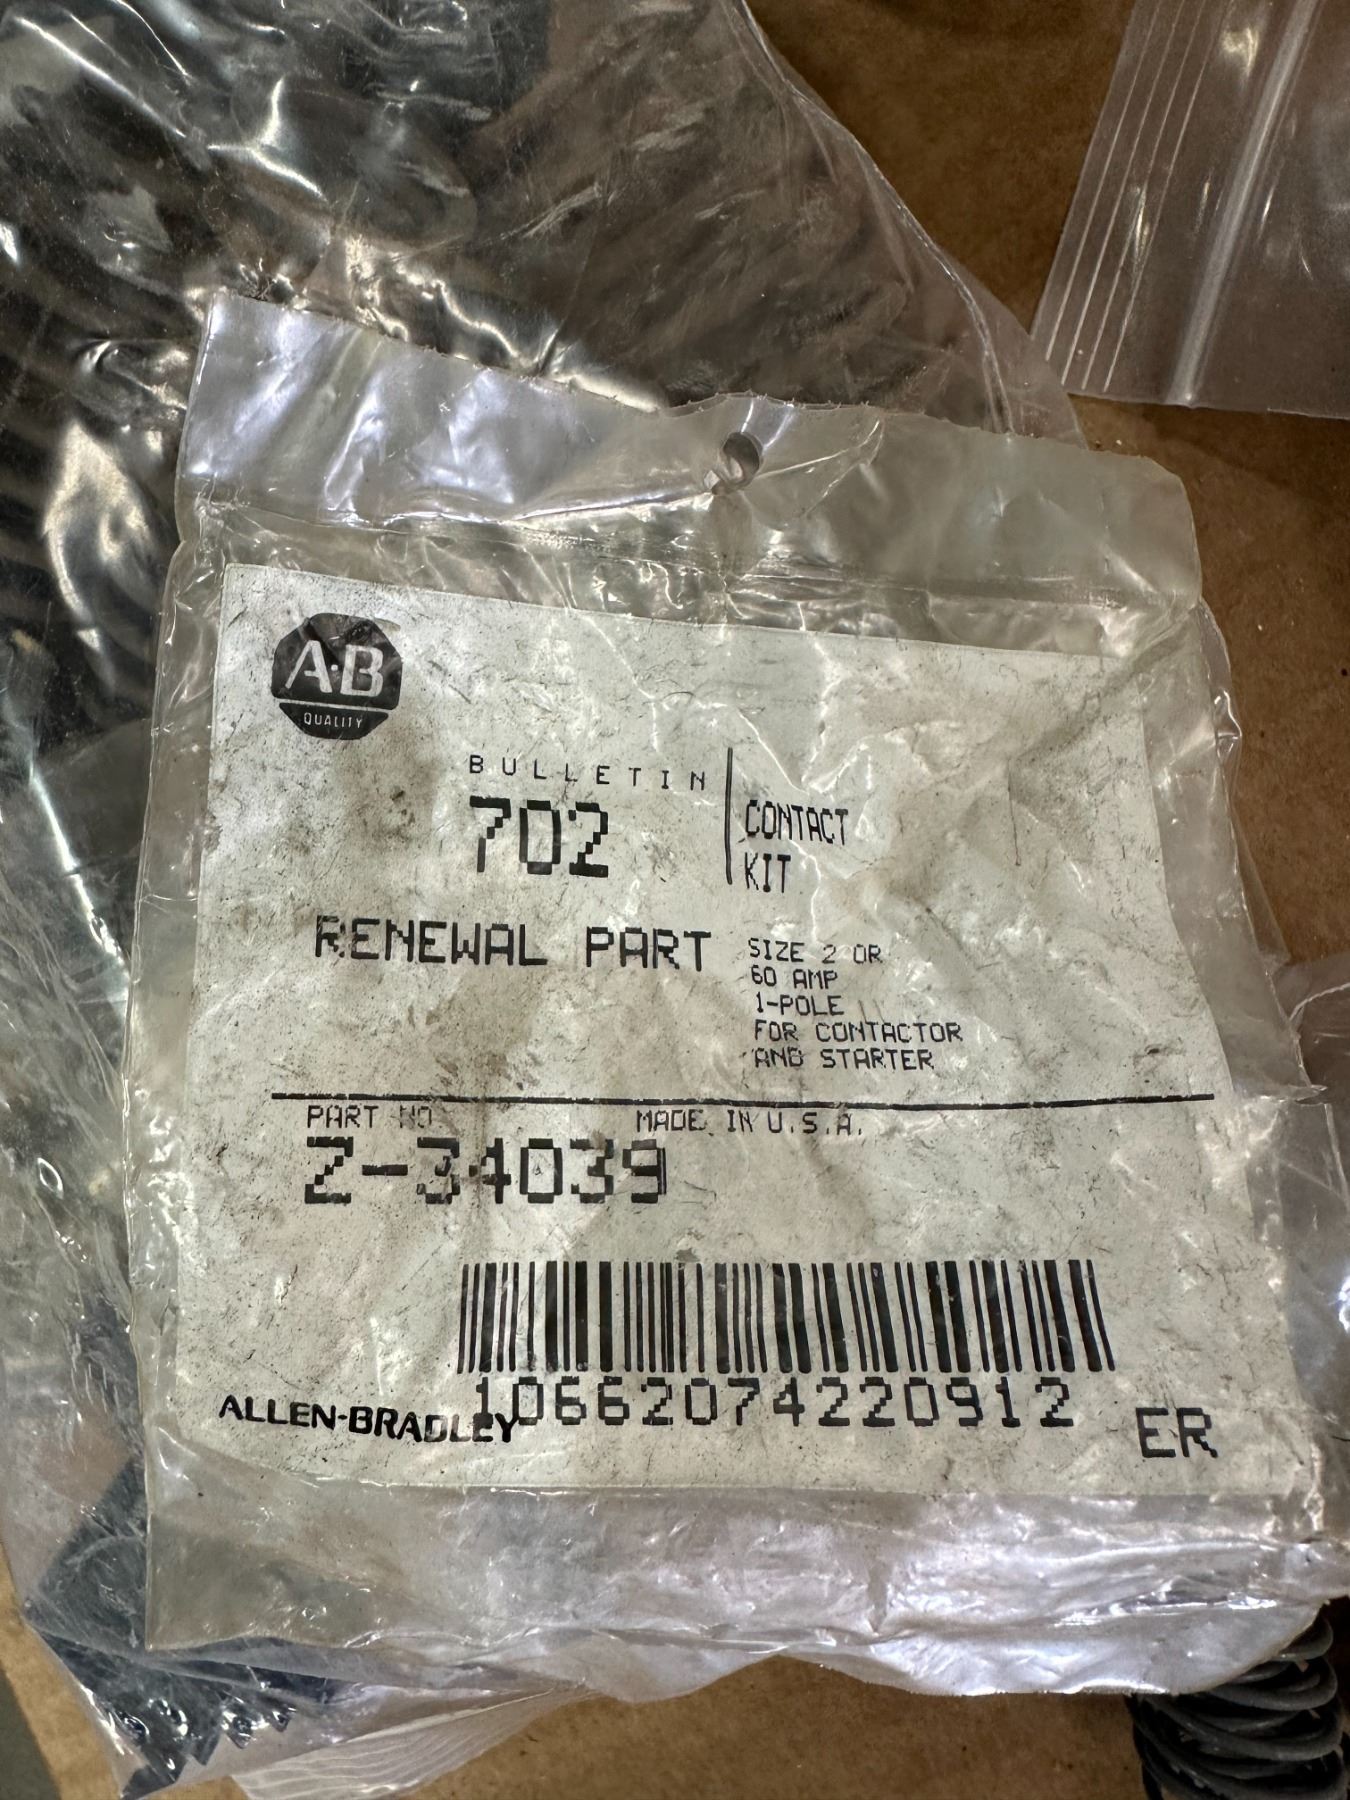 A·B
QUALITY
BULLETIN
702
CONTACT
KIT
RENEWAL PART
SIZE 2 OR
60 AMP
1-POLE
FOR CONTACTOR
AND STARTER
PART NO.
MADE IN U.S.A.
Z-34039
10662074220912
ALLEN-BRADLEY
ER